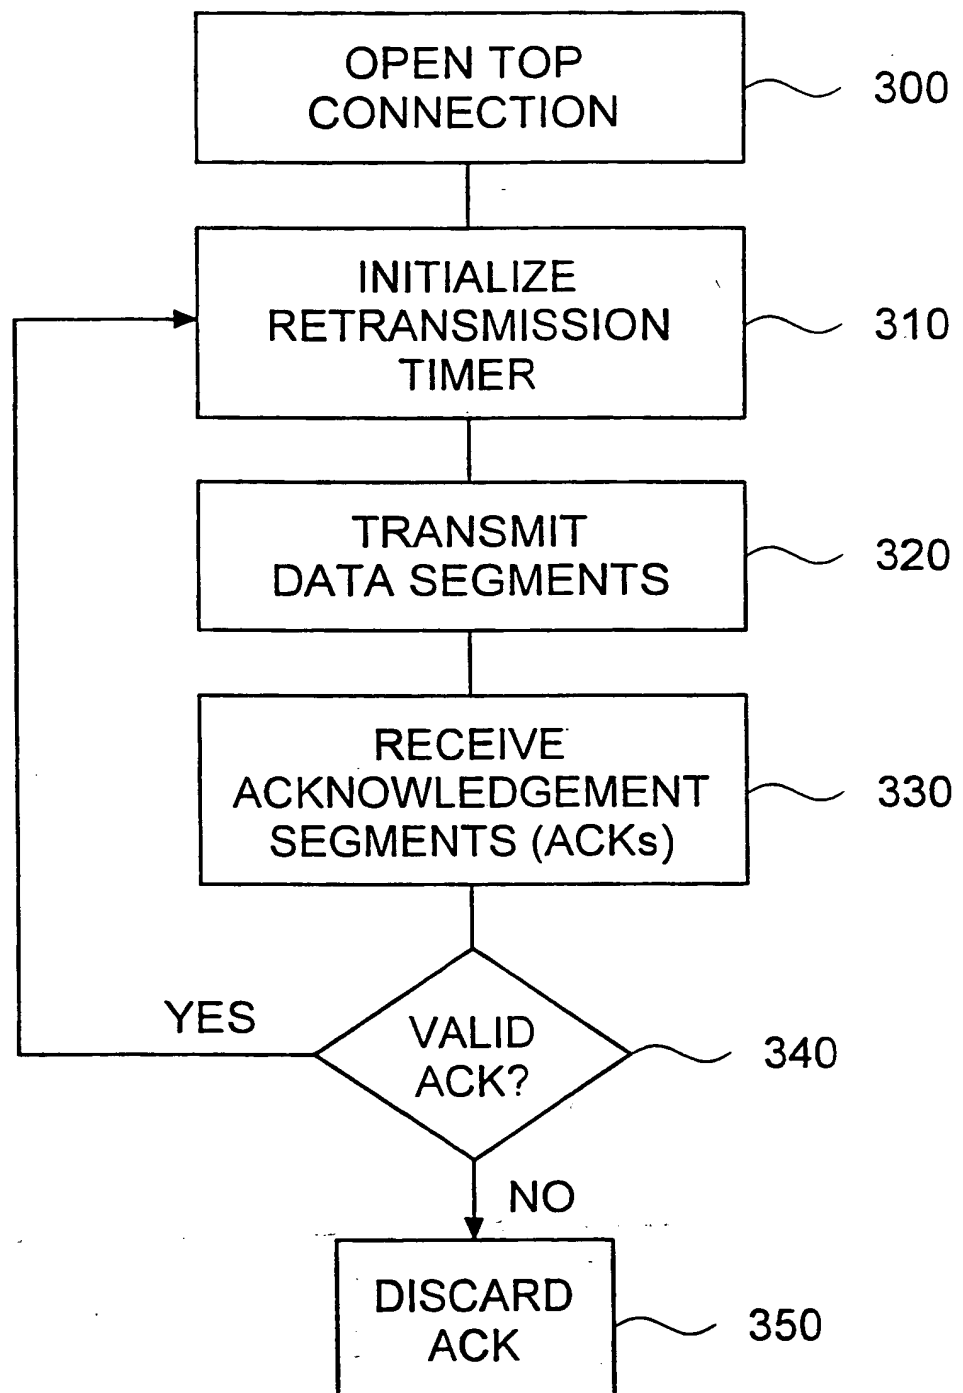 OPEN TOP
CONNECTION
300
INITIALIZE
RETRANSMISSION
TIMER
310
TRANSMIT
DATA SEGMENTS
320
RECEIVE
ACKNOWLEDGEMENT
SEGMENTS (ACKs)
330
YES
VALID
ACK?
340
NO
DISCARD
ACK
350